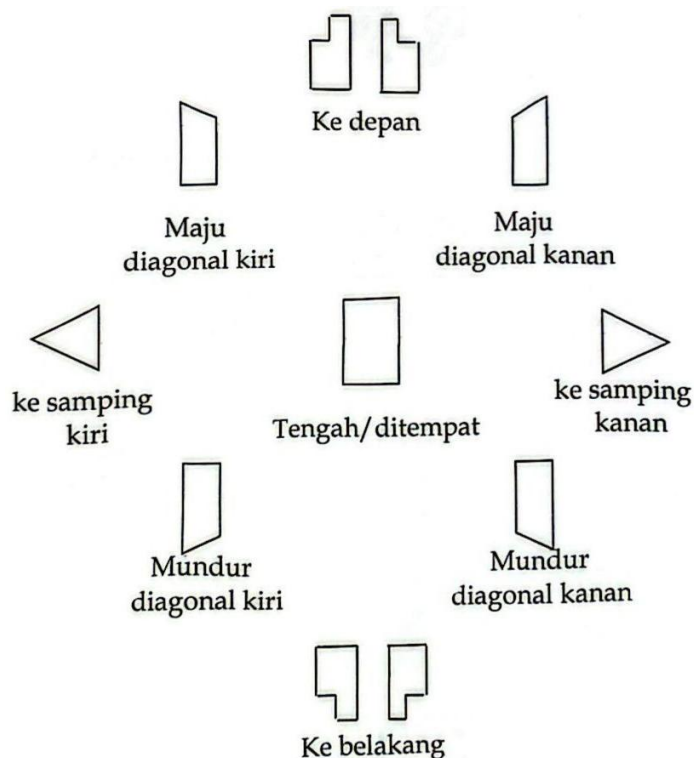 Ke depan
Maju
diagonal kiri
Maju
diagonal kanan
ke samping
kiri
Tengah/ditempat
ke samping
kanan
Mundur
diagonal kiri
Mundur
diagonal kanan
Ke belakang